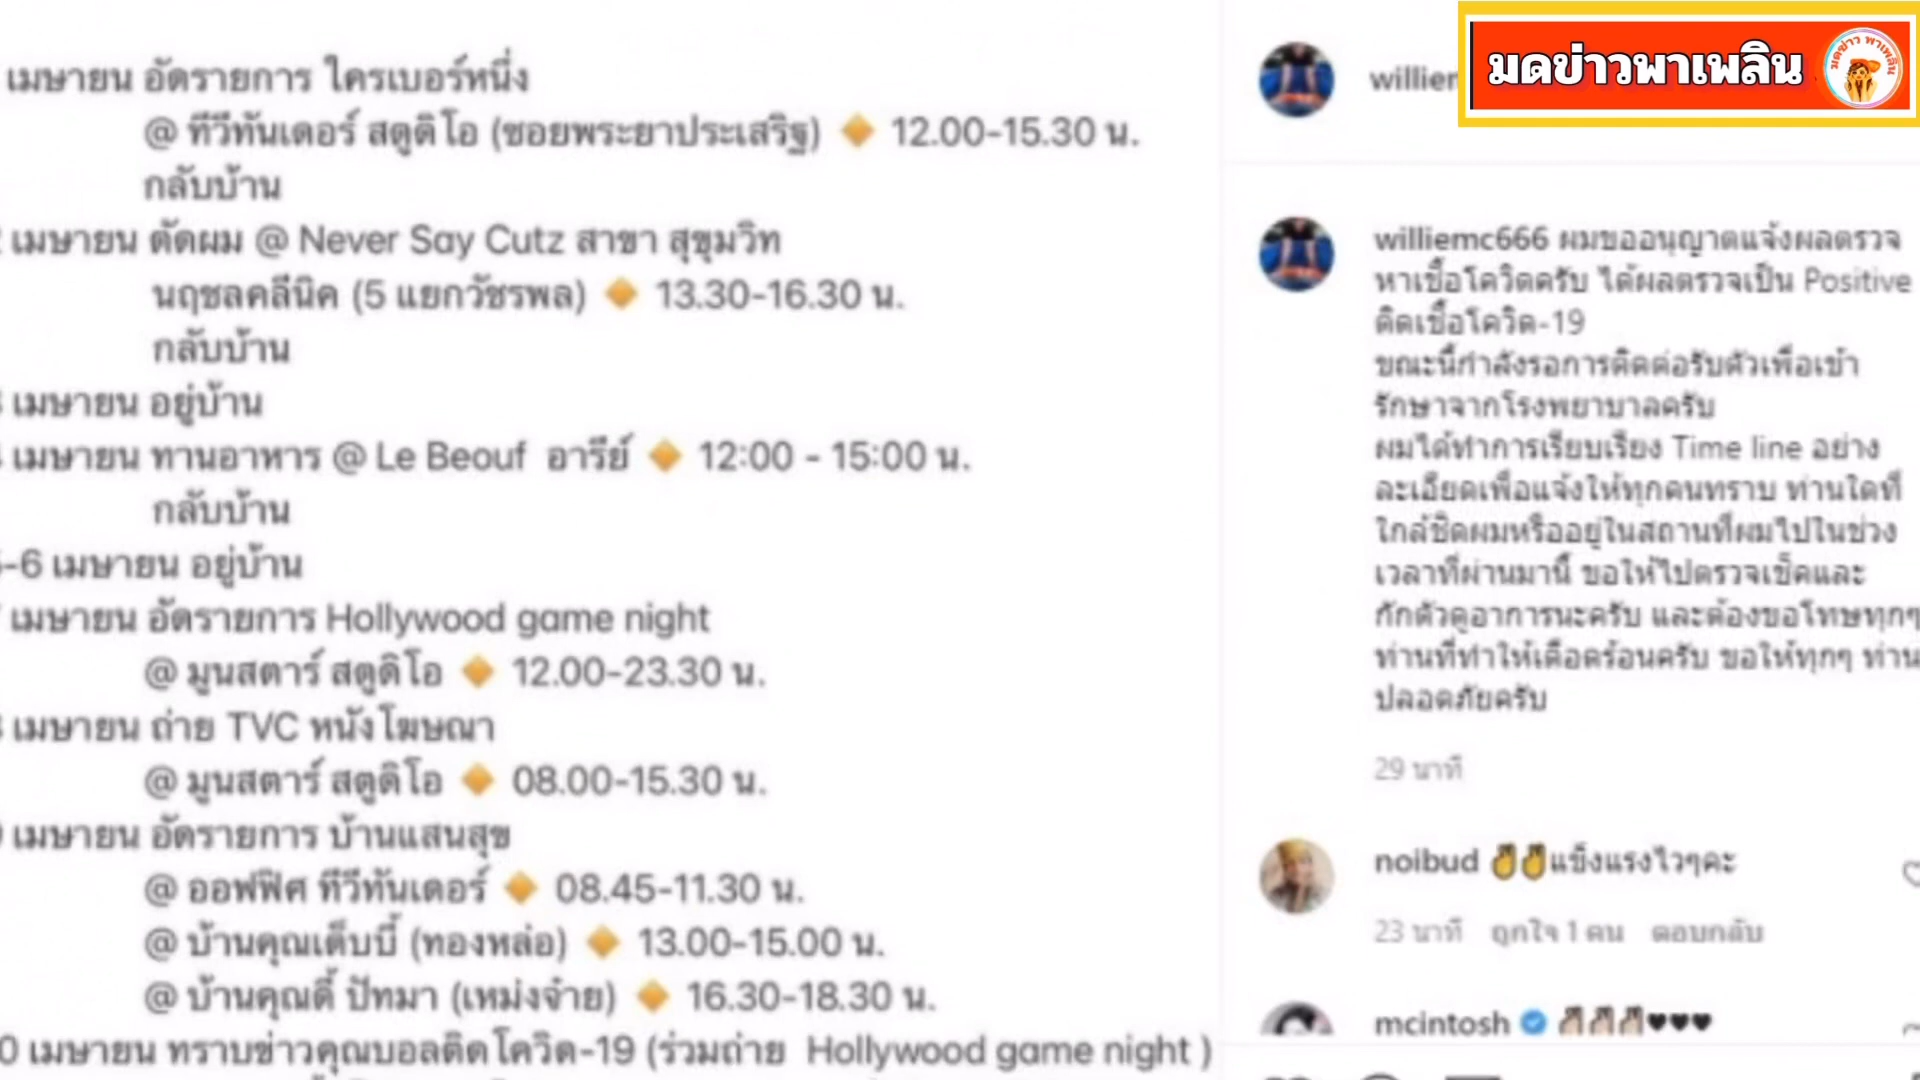 เมษายน อัดรายการ ใครเบอร์หนึ่ง
@ ทีวีทันเดอร์ สตูดิโอ (ซอยพระยาประเสริฐ) 🔸 12.00-15.30 น.
กลับบ้าน
เมษายน ตัดผม @ Never Say Cutz สาขา สุขุมวิท
นฤชลคลีนิค (5 แยกวัชรพล) 🔸 13.30-16.30 น.
กลับบ้าน
เมษายน อยู่บ้าน
เมษายน ทานอาหาร @ Le Beouf อารีย์ 🔸 12:00 - 15:00 น.
กลับบ้าน
-6 เมษายน อยู่บ้าน
เมษายน อัดรายการ Hollywood game night
@ มูนสตาร์ สตูดิโอ 🔸 12.00-23.30 น.
เมษายน ถ่าย TVC หนังโฆษณา
@ มูนสตาร์ สตูดิโอ 🔸 08.00-15.30 น.
เมษายน อัดรายการ บ้านแสนสุข
@ ออฟฟิศ ทีวีทันเดอร์ 🔸 08.45-11.30 น.
@ บ้านคุณเต็บบี้ (ทองหล่อ) 🔸 13.00-15.00 น.
@ บ้านคุณดี้ ปัทมา (เหม่งจ๋าย) 🔸 16.30-18.30 น.
0 เมษายน ทราบข่าวคุณบอลติดโควิด-19 (ร่วมถ่าย Hollywood game night )
มดข่าวพาเพลิน
มดข่าว พาเพลิน
williemc666 ผมขออนุญาตแจ้งผลตรวจ
หาเชื้อโควิดครับ ได้ผลตรวจเป็น Positive
ติดเชื้อโควิด-19
ขณะนี้กำลังรอการติดต่อรับตัวเพื่อเข้า
รักษาจากโรงพยาบาลครับ
ผมได้ทำการเรียบเรียง Time line อย่าง
ละเอียดเพื่อแจ้งให้ทุกคนทราบ ท่านใดที่
ใกล้ชิดผมหรืออยู่ในสถานที่ผมไปในช่วง
เวลาที่ผ่านมานี้ ขอให้ไปตรวจเช็คและ
กักตัวดูอาการนะครับ และต้องขอโทษทุกๆ
ท่านที่ทำให้เดือดร้อนครับ ขอให้ทุกๆ ท่าน
ปลอดภัยครับ
29 นาที
noibud ✌✌แข็งแรงไวๆคะ
23 นาที ถูกใจ 1 คน ตอบกลับ
mcintosh 🤞🏻🤞🏻🤞🏻♥♥♥